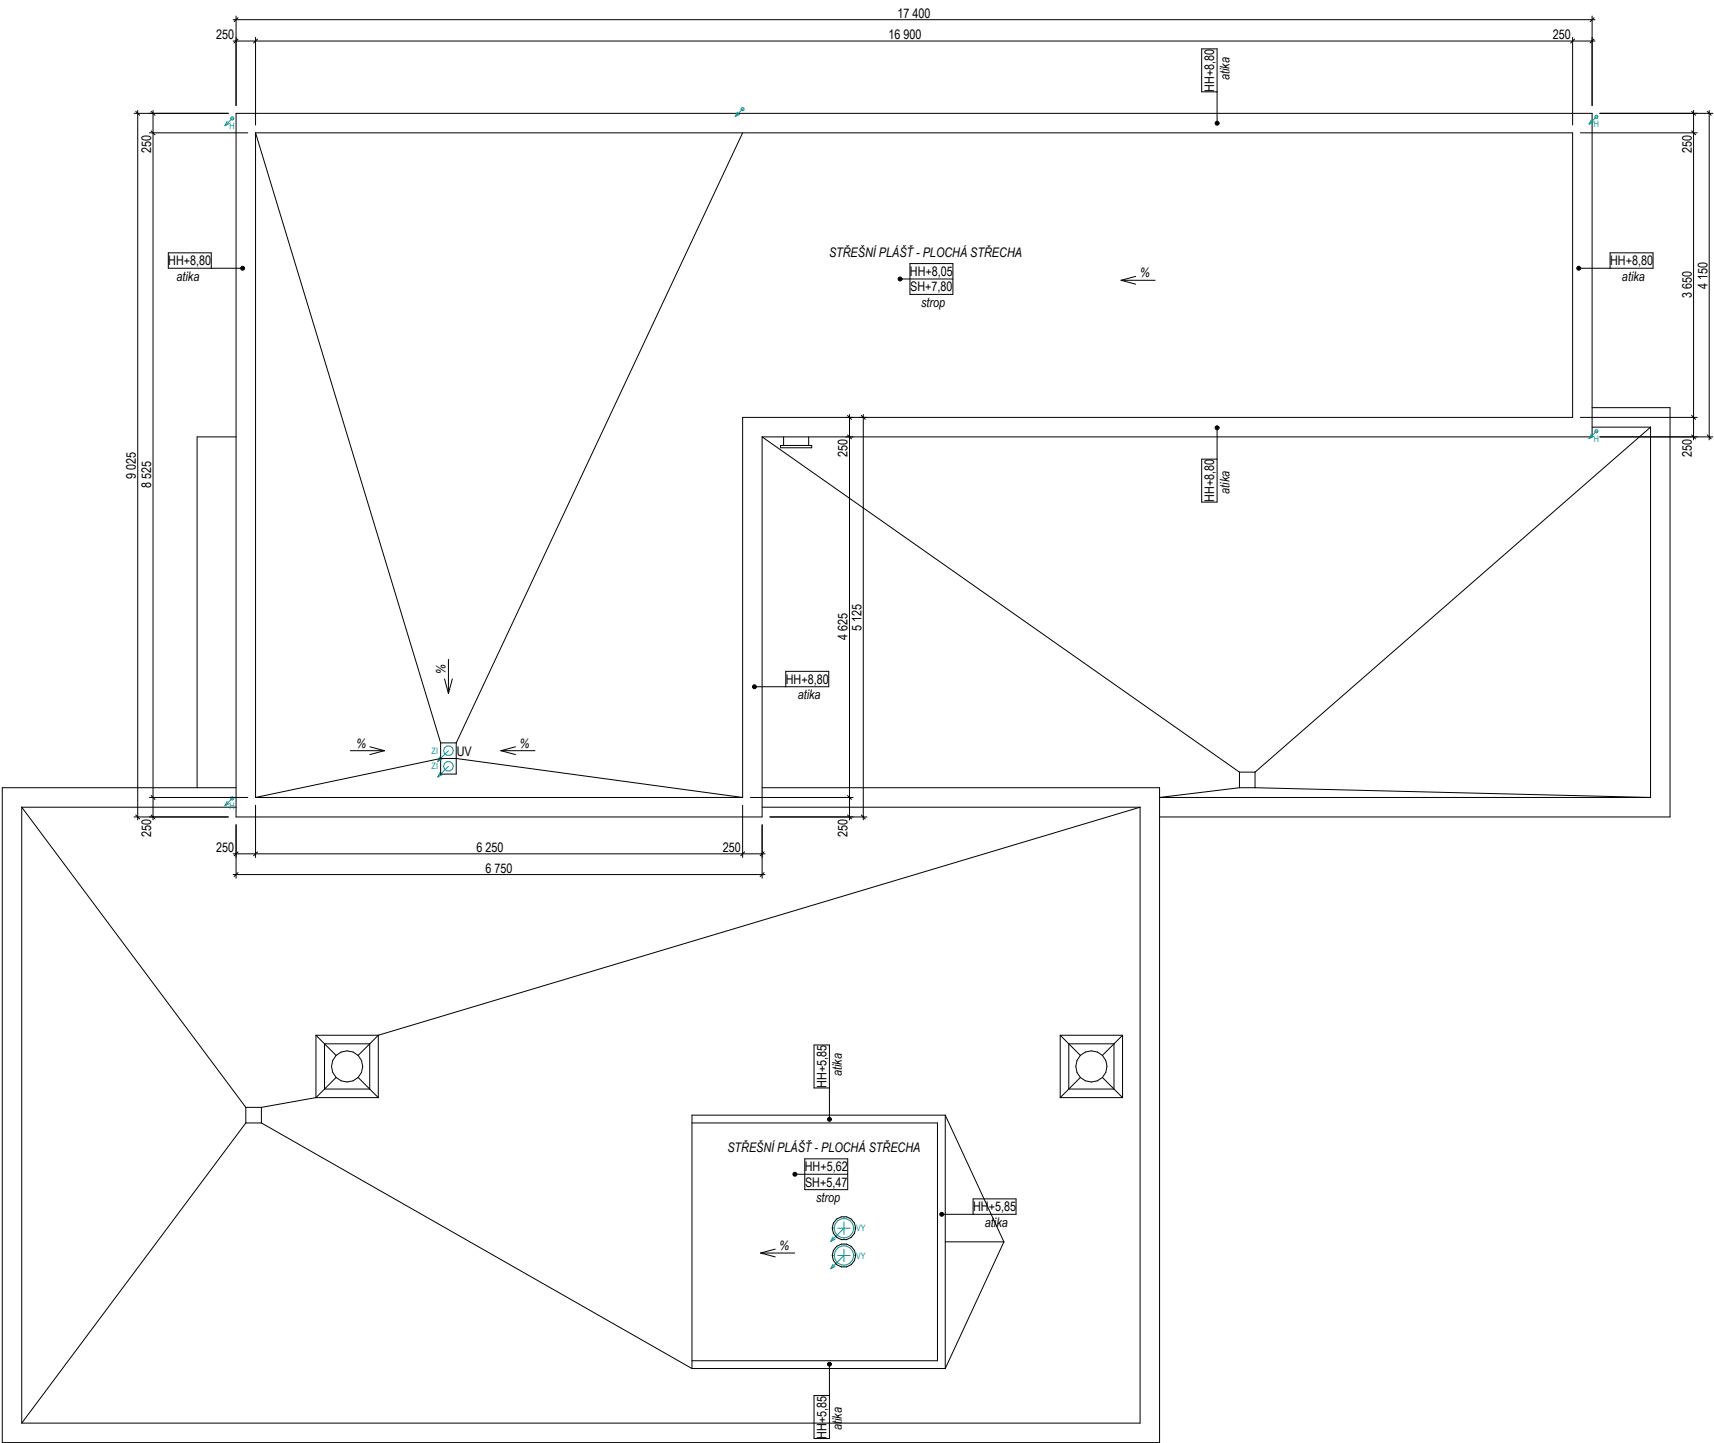 17 400
250
16 900
250
HH+8,80
atika
H
H
250
250
9 025
8 525
HH+8,80
atika
STŘEŠNÍ PLÁŠŤ - PLOCHÁ STŘECHA
HH+8,05
SH+7,80
strop
%
HH+8,80
atika
3 650
4 150
H
250
250
HH+8,80
atika
4 625
5 125
%
HH+8,80
atika
%
%
ZI
UV
ZI
H
250
250
250
6 250
250
6 750
HH+5,85
atika
STŘEŠNÍ PLÁŠŤ - PLOCHÁ STŘECHA
HH+5,62
SH+5,47
strop
HH+5,85
atika
VY
VY
%
HH+5,85
atika